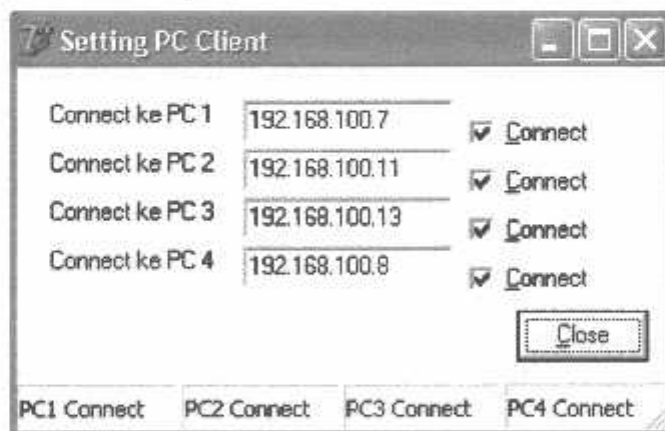 Setting PC Client
Connect ke PC 1 192.168.100.7 Connect
Connect ke PC 2 192.168.100.11 Connect
Connect ke PC 3 192.168.100.13 Connect
Connect ke PC 4 192.168.100.8 Connect
Close
PC1 Connect PC2 Connect PC3 Connect PC4 Connect